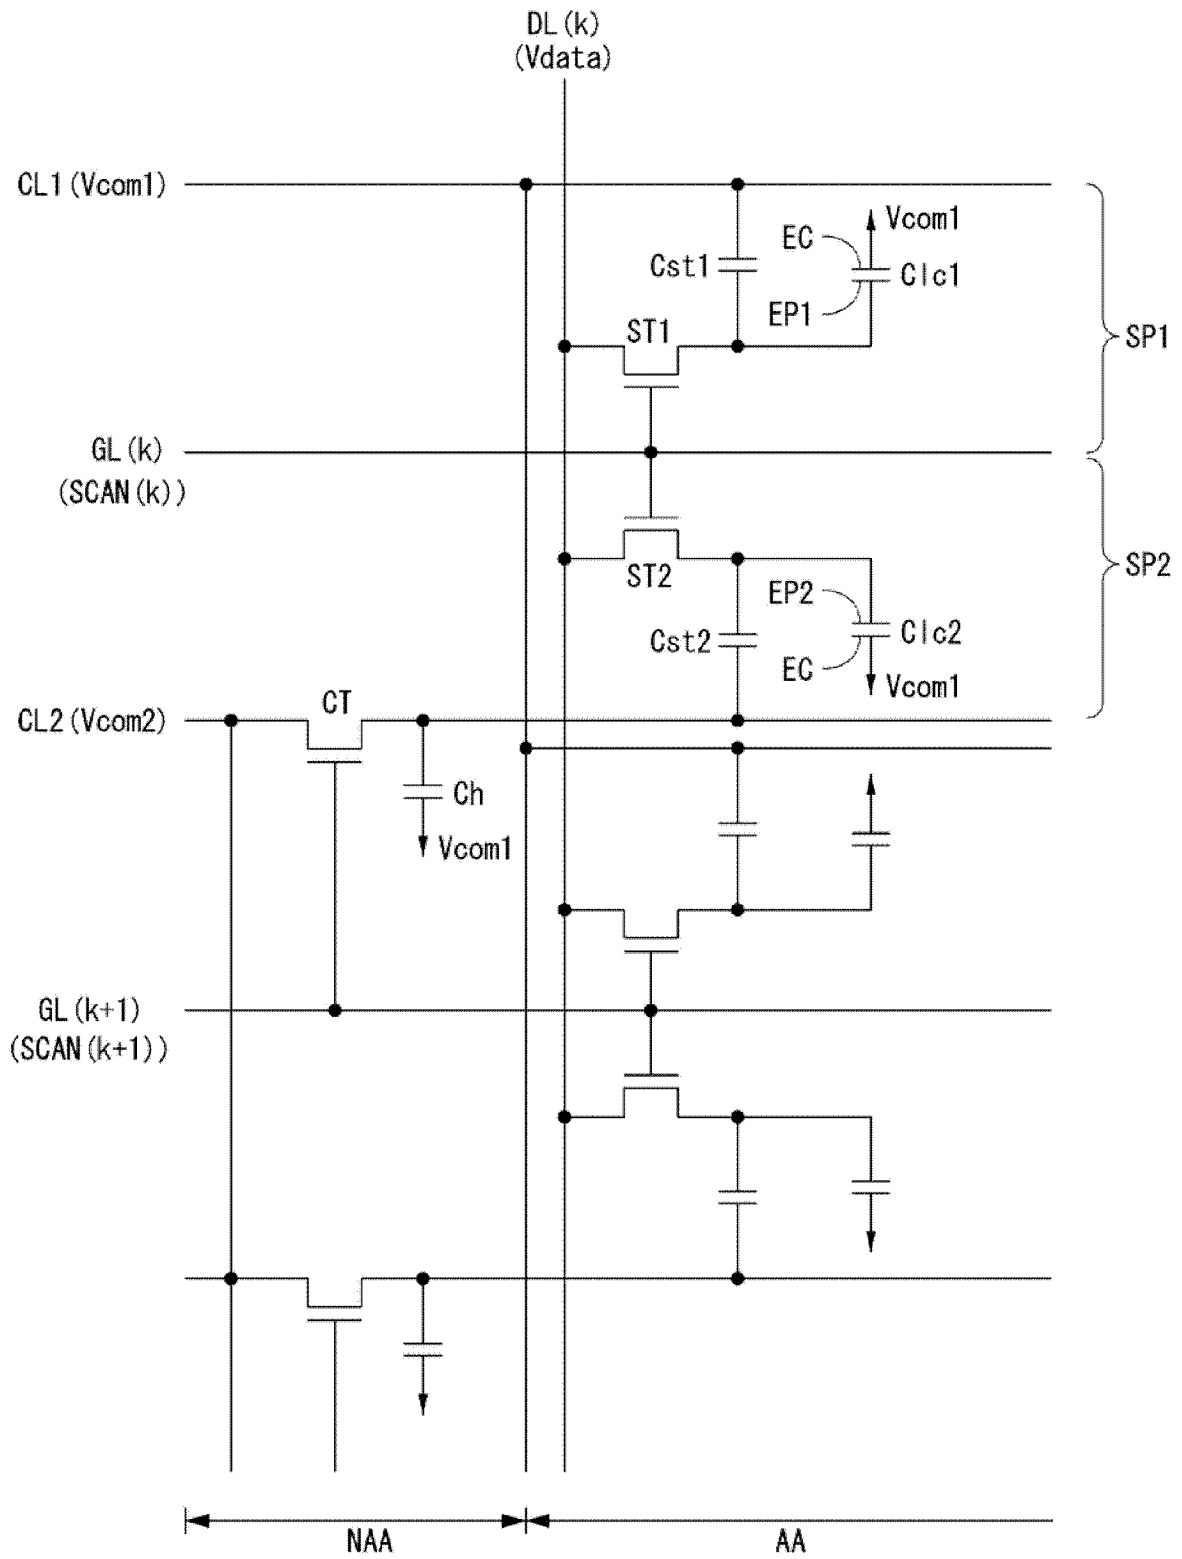 DL(k)
(Vdata)
CL1(Vcom1)
Vcom1
EC
Cst1
Clc1
EP1
ST1
SP1
GL(k)
(SCAN(k))
SP2
ST2
EP2
Cst2
Clc2
EC
Vcom1
CT
CL2(Vcom2)
Ch
Vcom1
GL(k+1)
(SCAN(k+1))
NAA
AA